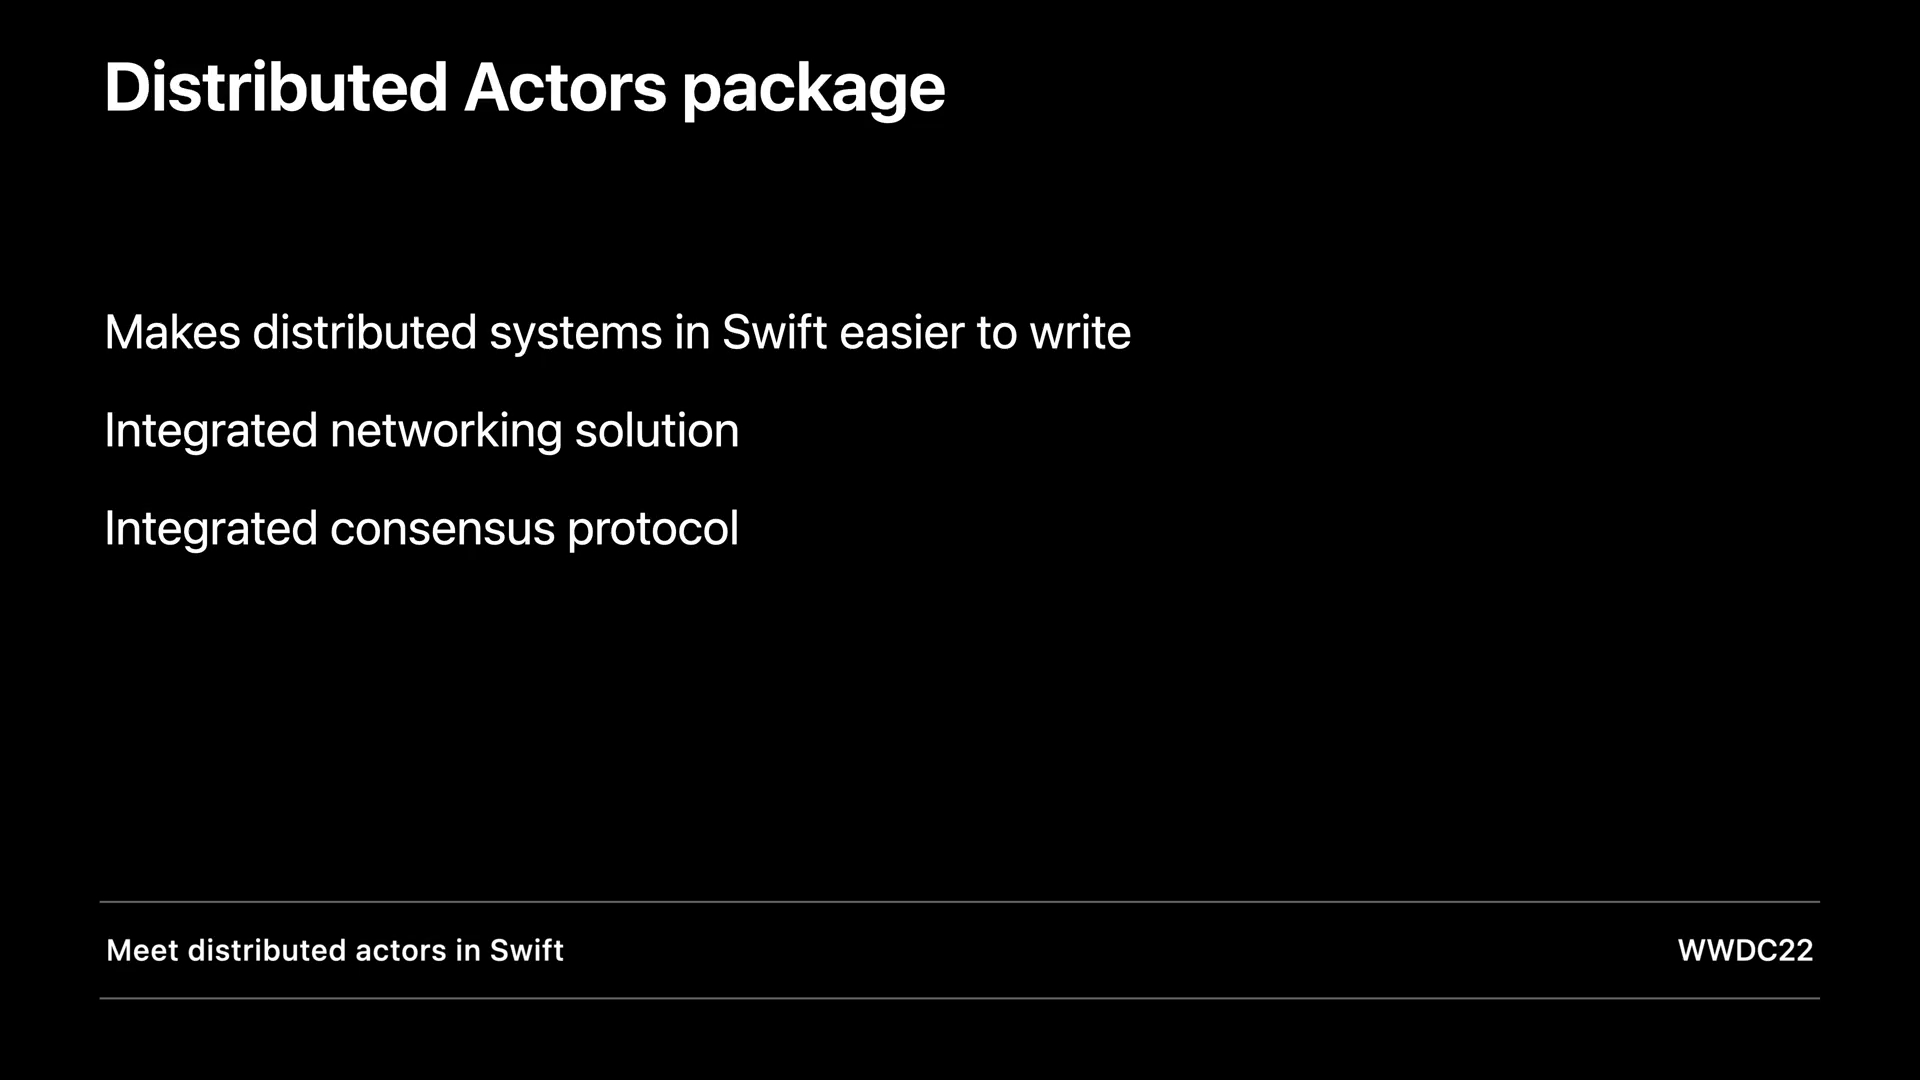 Distributed Actors package
Makes distributed systems in Swift easier to write
Integrated networking solution
Integrated consensus protocol
Meet distributed actors in Swift
WWDC22